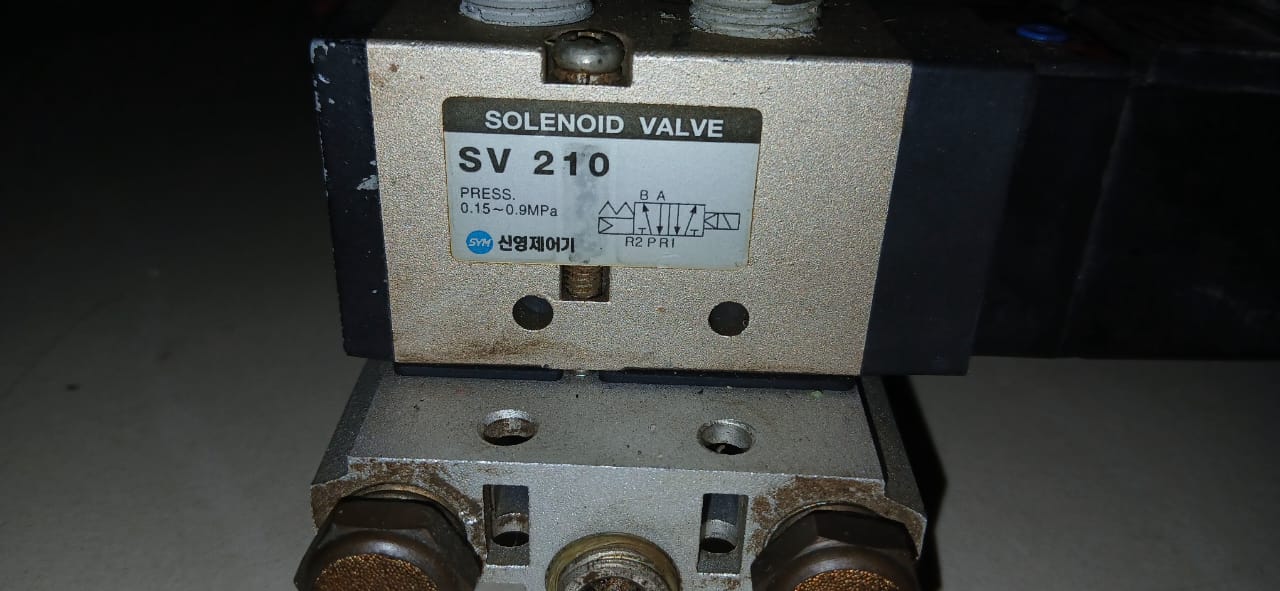 SOLENOID VALVE
SV 210
PRESS.
0.15~0.9MPa
B A
R2 P R1
SYM 신영제어기